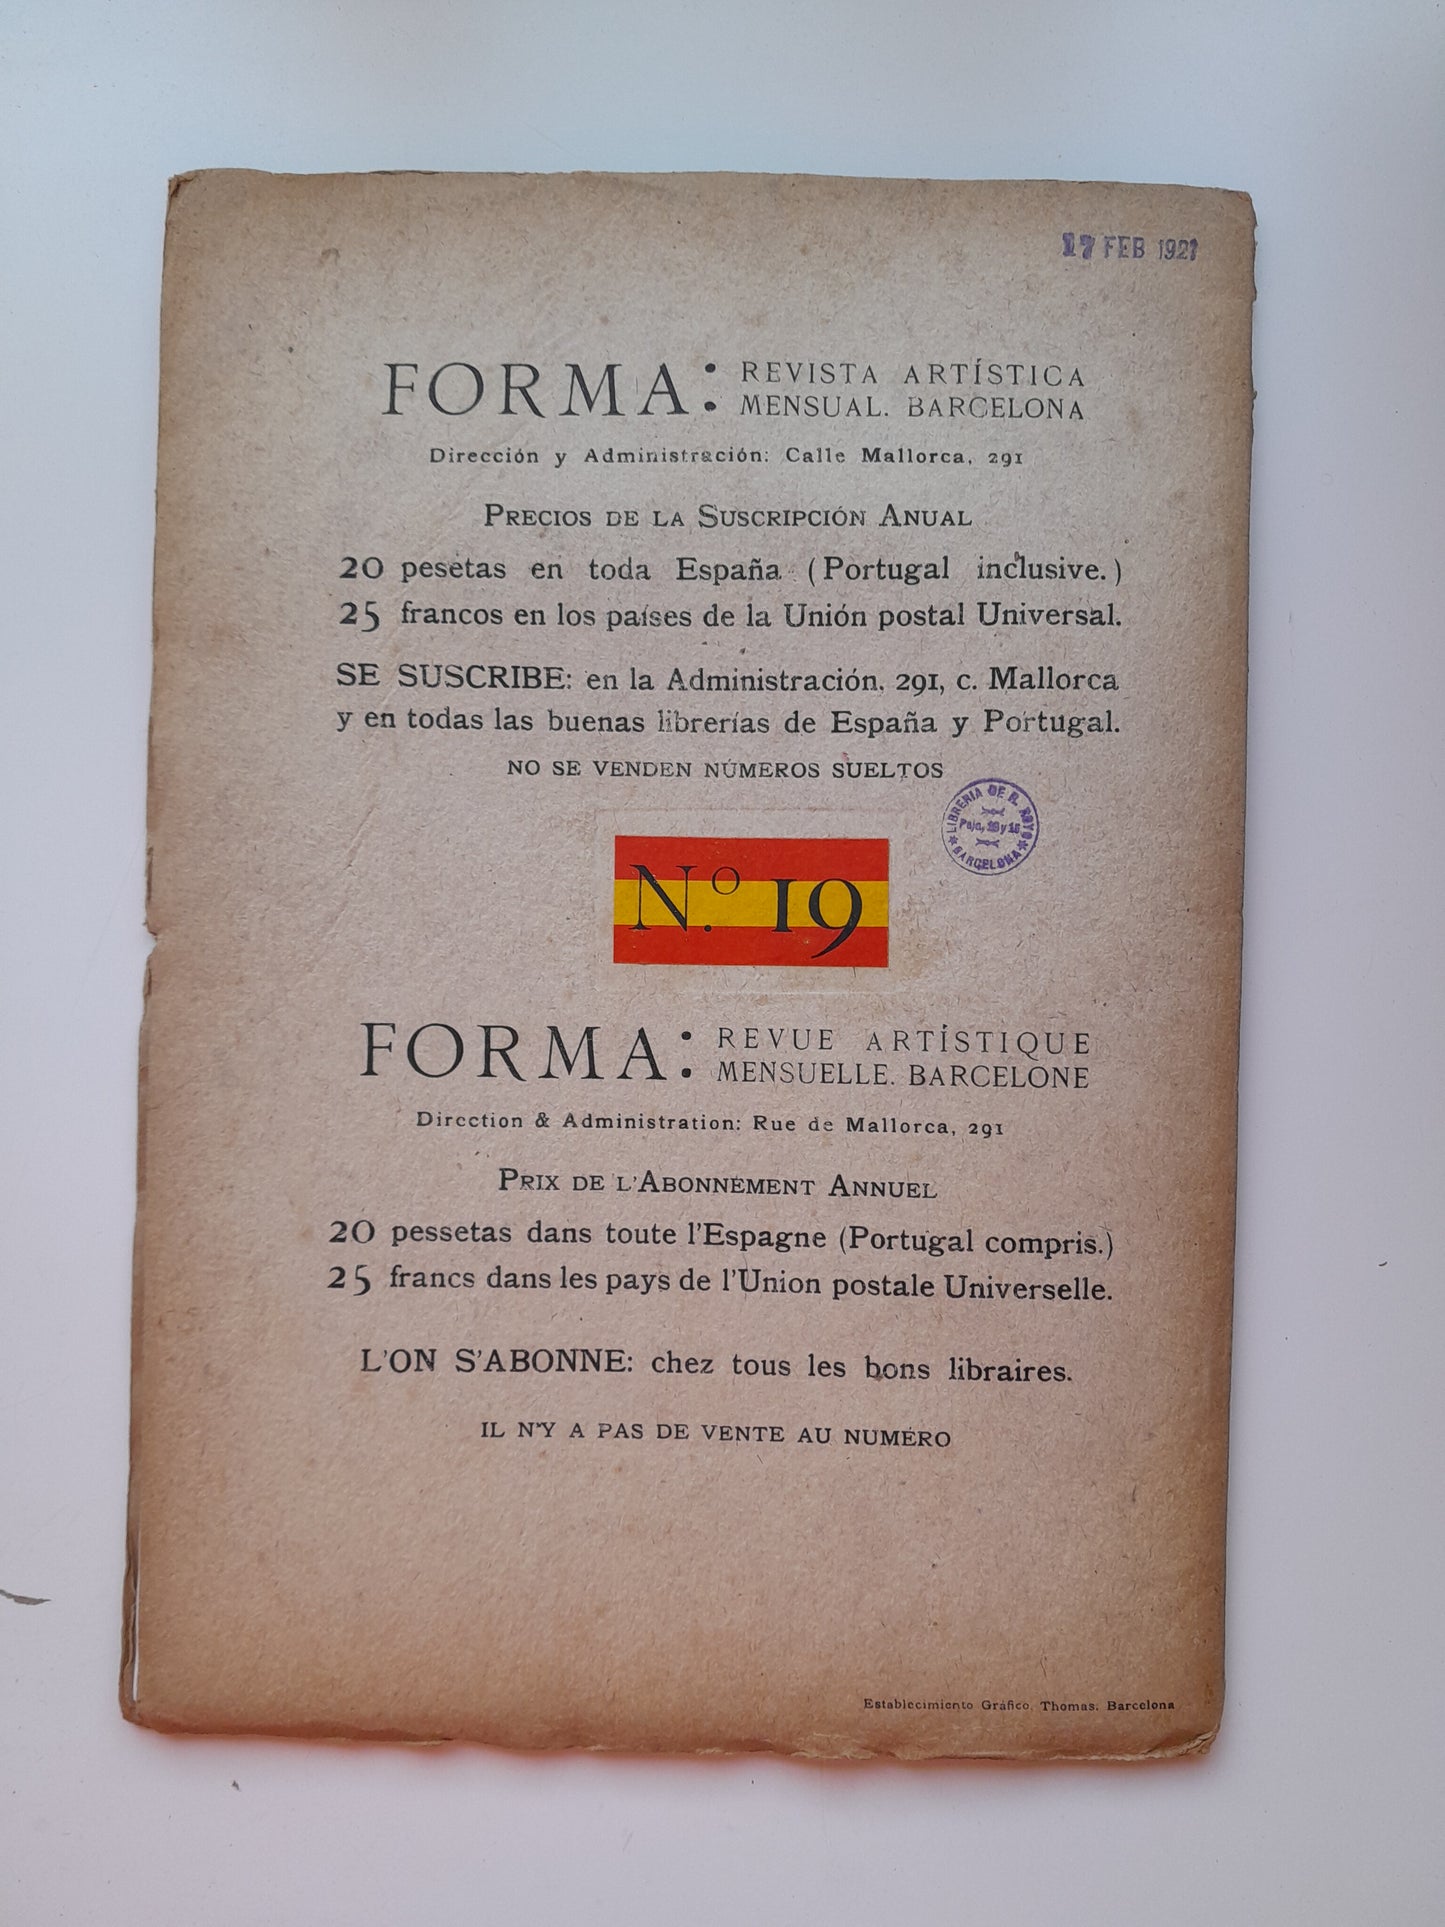 17 FEB 1921
FORMA: REVISTA ARTÍSTICA
MENSUAL. BARCELONA
Dirección y Administración: Calle Mallorca, 291
PRECIOS DE LA SUSCRIPCIÓN ANUAL
20 pesetas en toda España (Portugal inclusive.)
25 francos en los países de la Unión postal Universal.
SE SUSCRIBE: en la Administración, 291, c. Mallorca
y en todas las buenas librerías de España y Portugal.
NO SE VENDEN NÚMEROS SUELTOS
LIBRERIA DE R. ROYO
Paja, y 15
BARCELONA
N.º 19
FORMA: REVUE ARTÍSTIQUE
MENSUELLE. BARCELONE
Direction & Administration: Rue de Mallorca, 291
PRIX DE L'ABONNEMENT ANNUEL
20 pessetas dans toute l'Espagne (Portugal compris.)
25 francs dans les pays de l'Union postale Universelle.
L'ON S'ABONNE: chez tous les bons libraires.
IL N'Y A PAS DE VENTE AU NUMÉRO
Establecimiento Gráfico, Thomas. Barcelona